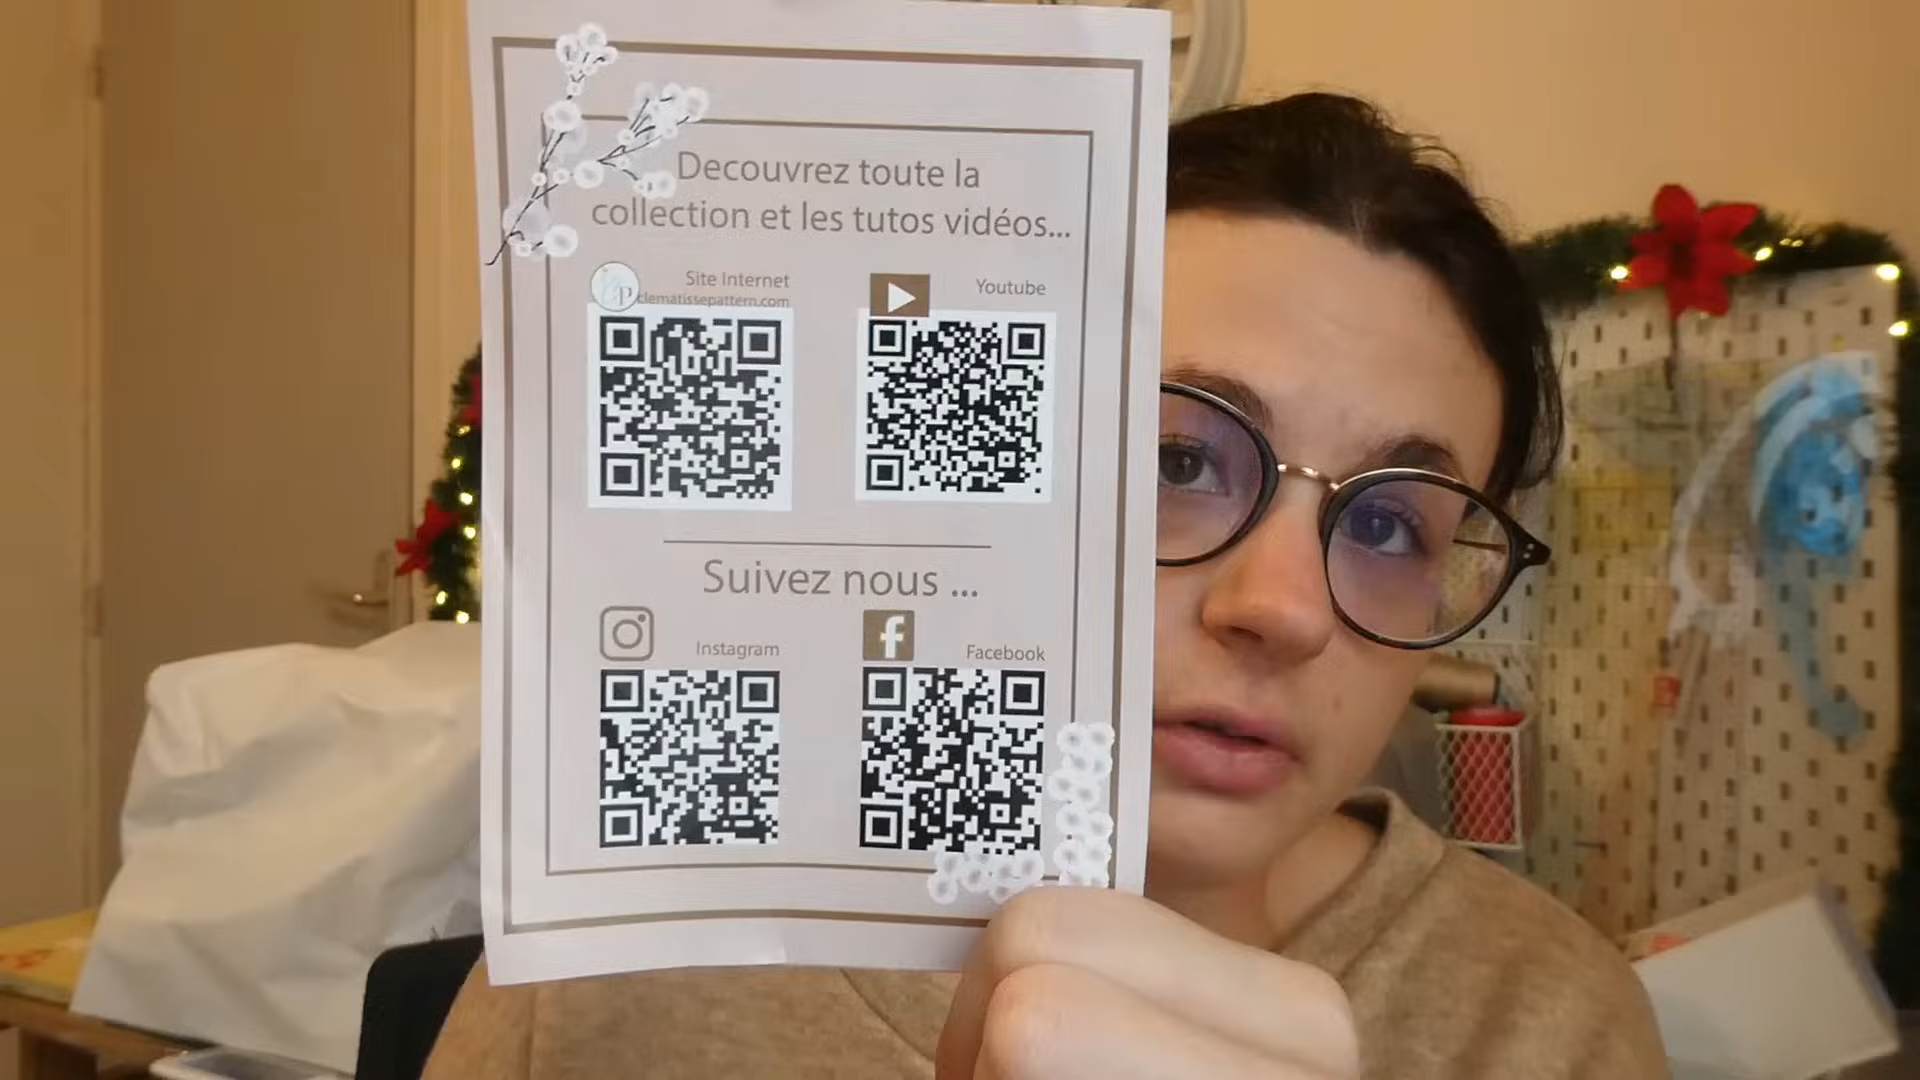 Decouvrez toute la
collection et les tutos vidéos...
Site Internet
clematissepattern.com
Youtube
Suivez nous ...
Instagram
Facebook